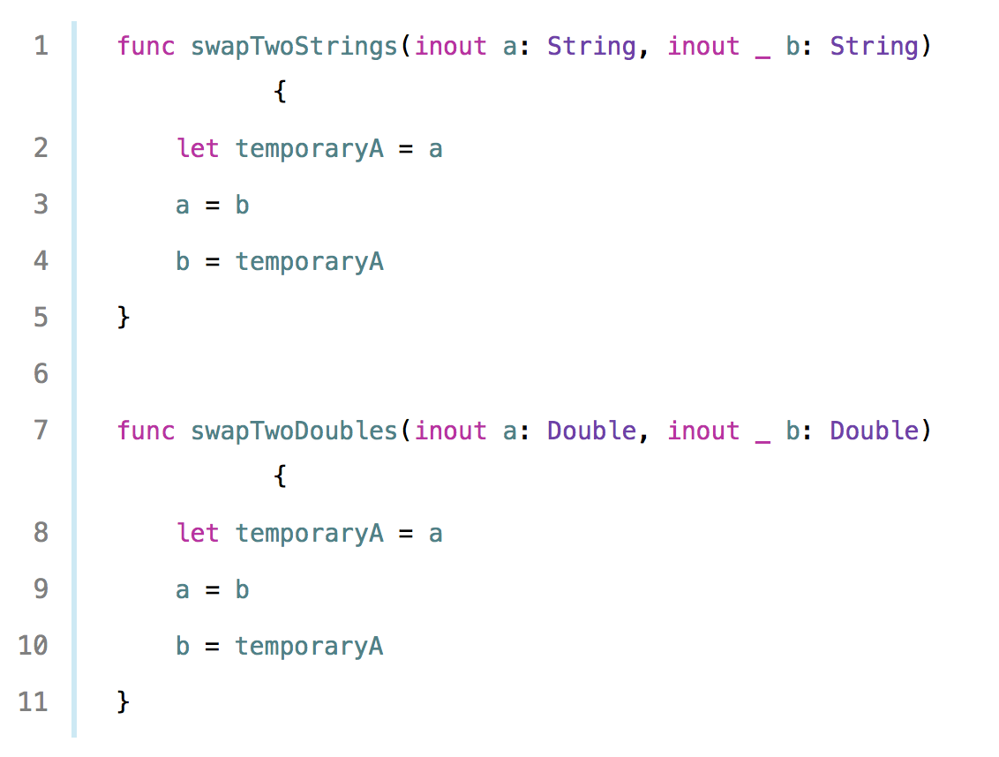 1 func swapTwoStrings(inout a: String, inout _ b: String)
{
2 let temporaryA = a
3 a = b
4 b = temporaryA
5 }
6
7 func swapTwoDoubles(inout a: Double, inout _ b: Double)
{
8 let temporaryA = a
9 a = b
10 b = temporaryA
11 }